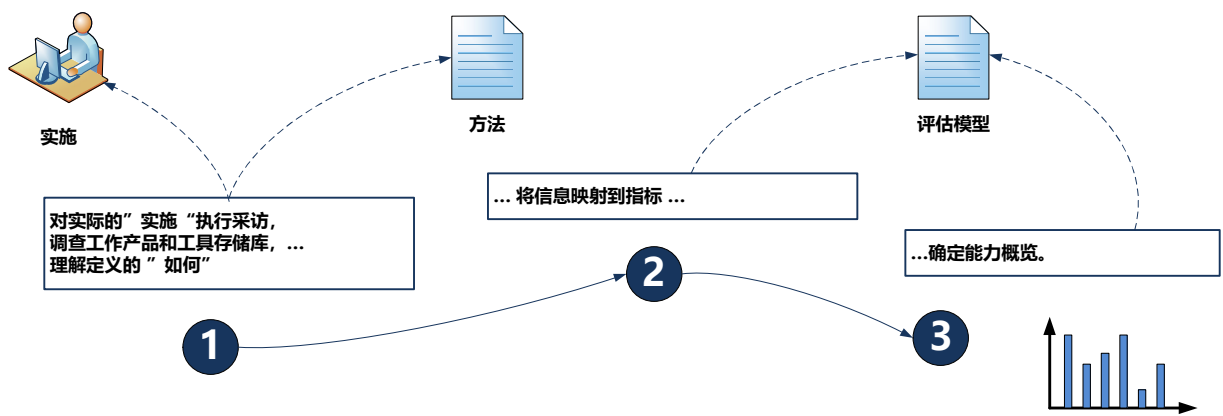 实施
方法
评估模型
对实际的”实施“执行采访，
调查工作产品和工具存储库，...
理解定义的 ”如何”
... 将信息映射到指标 ...
...确定能力概览。
1
2
3